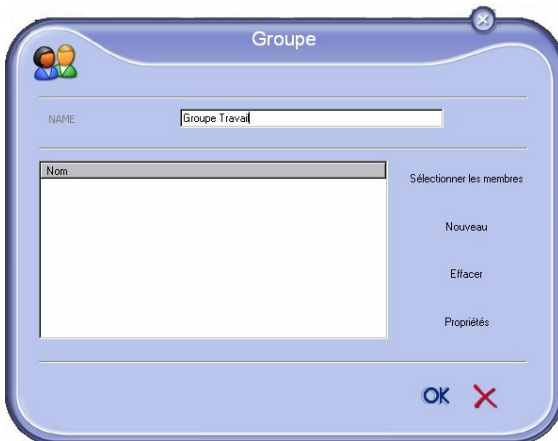 Groupe
NAME
Groupe Travail
Nom
Sélectionner les membres
Nouveau
Effacer
Propriétés
OK